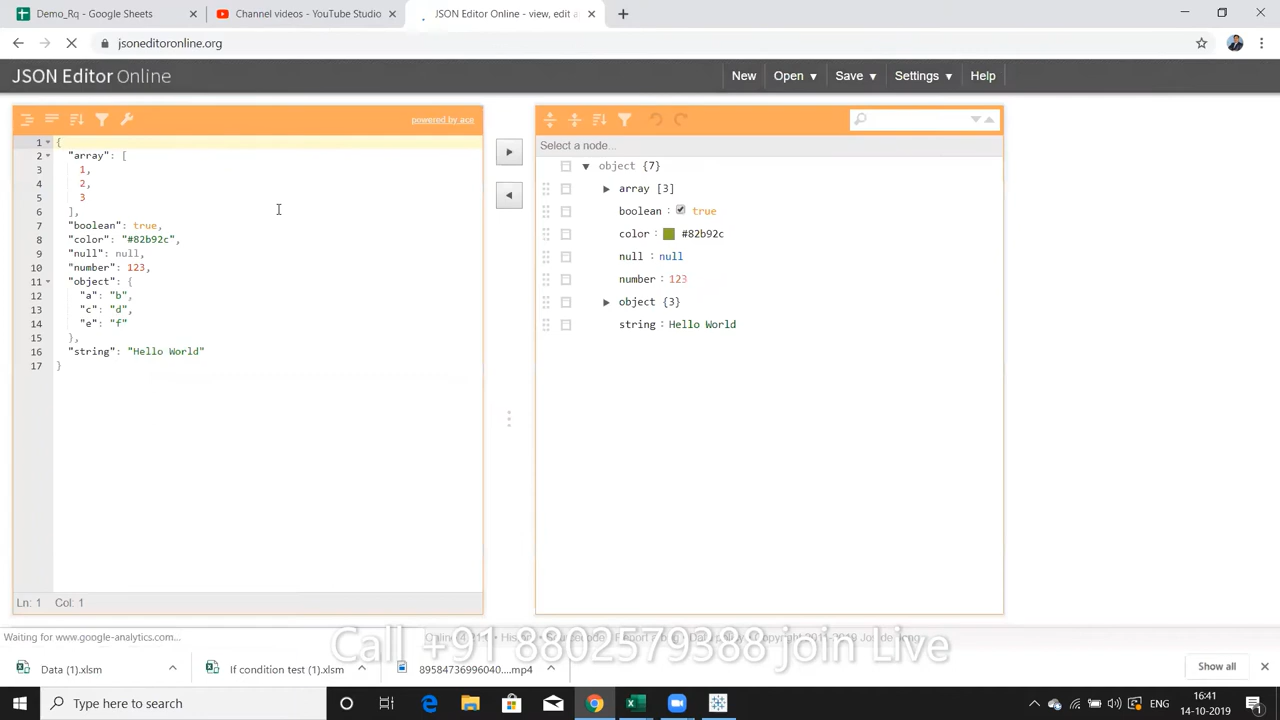 Demo_Rq - Google Sheets
Channel videos - YouTube Studio
JSON Editor Online - view, edit a
jsoneditoronline.org
JSON Editor Online
New
Open
Save
Settings
Help
powered by ace
1 {
2 "array": [
3 1,
4 2,
5 3
6 ],
7 "boolean": true,
8 "color": "#82b92c",
9 "null": null,
10 "number": 123,
11 "object": {
12 "a": "b",
13 "c": "d",
14 "e": "f"
15 },
16 "string": "Hello World"
17 }
Ln: 1 Col: 1
Select a node...
object {7}
array [3]
boolean : true
color : #82b92c
null : null
number : 123
object {3}
string : Hello World
Waiting for www.google-analytics.com...
Call +91 8802579388 join Live
Data (1).xlsm
If condition test (1).xlsm
89584736996040....mp4
Show all
Type here to search
ENG
16:41
14-10-2019
1